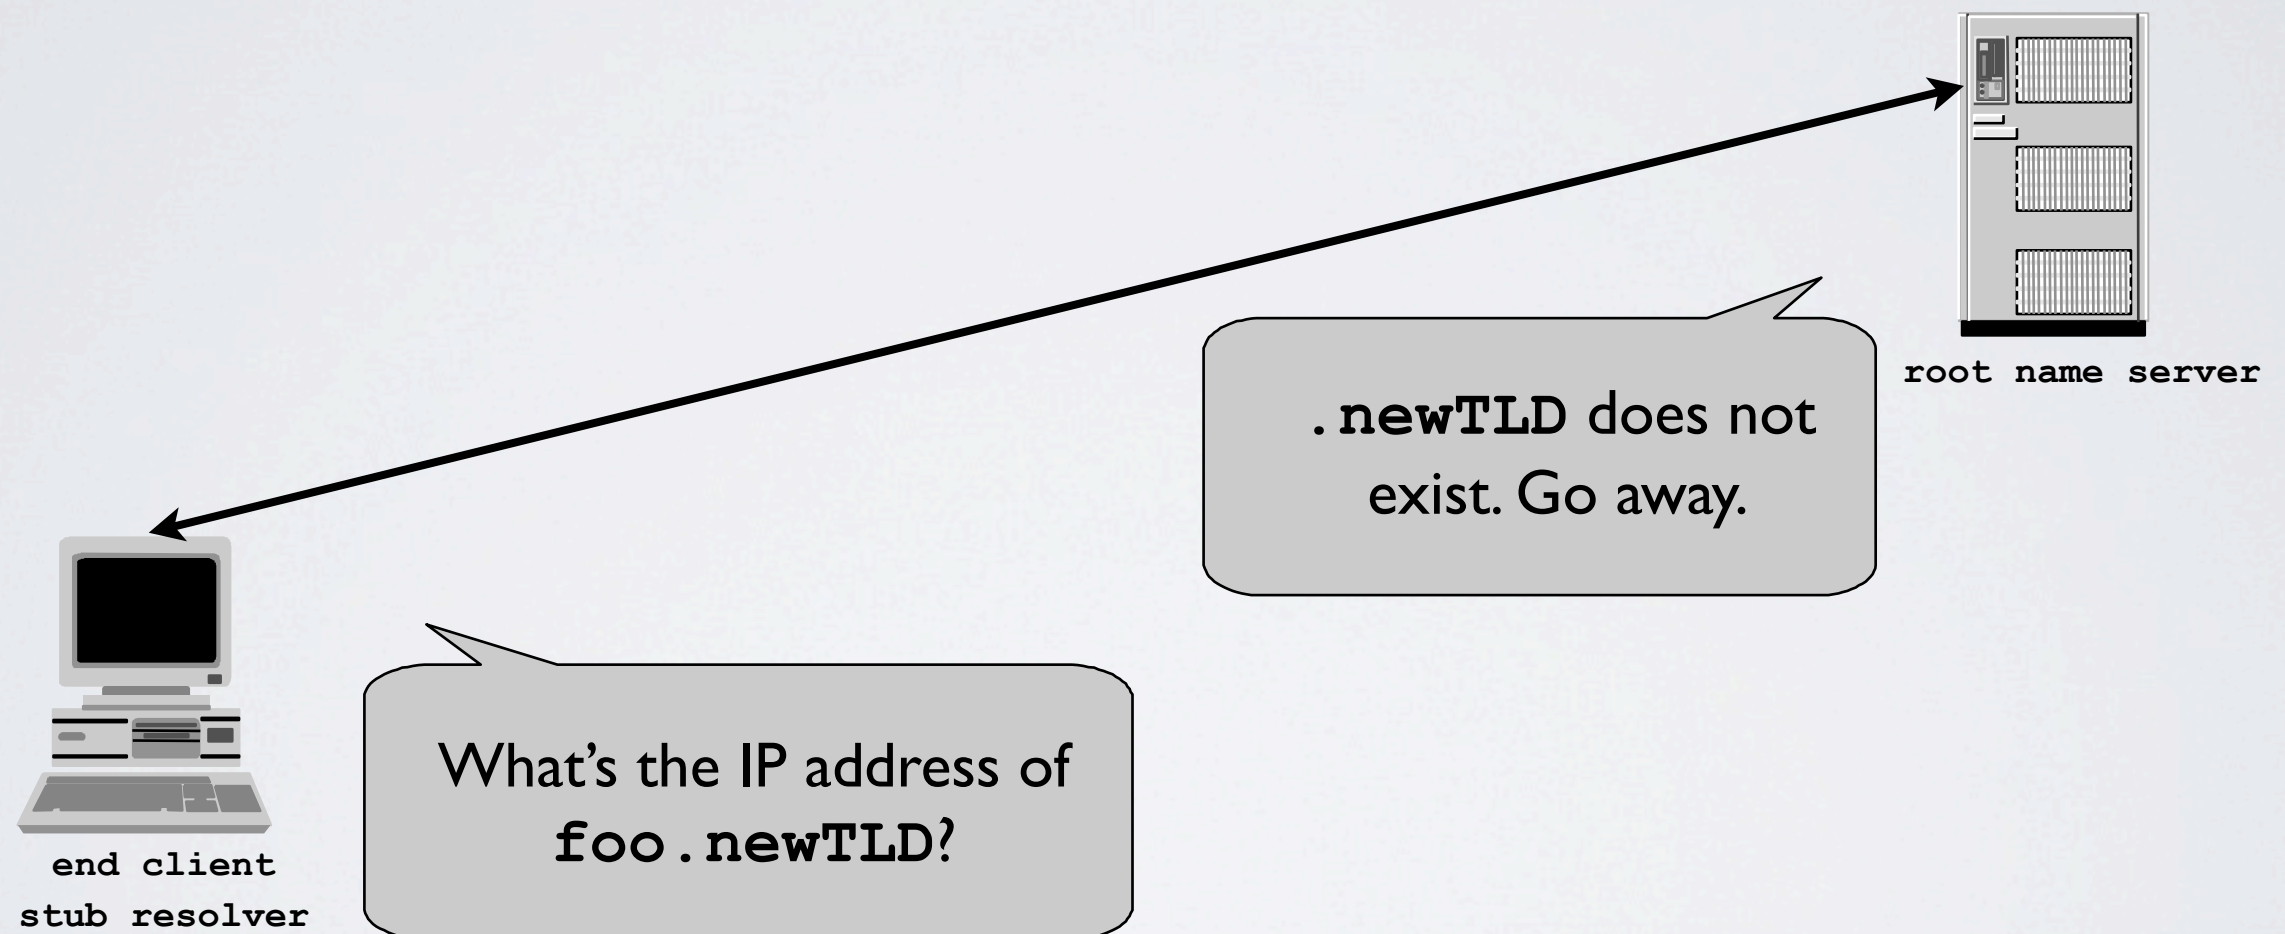 root name server
.newTLD does not
exist. Go away.
What's the IP address of
foo.newTLD?
end client
stub resolver